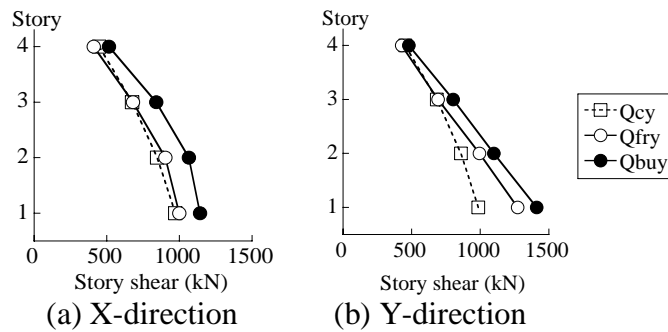 Story
4
3
2
1
0 500 1000 1500
Story shear (kN)
(a) X-direction
Story
4
3
2
1
0 500 1000 1500
Story shear (kN)
(b) Y-direction
Qcy
Qfry
Qbuy